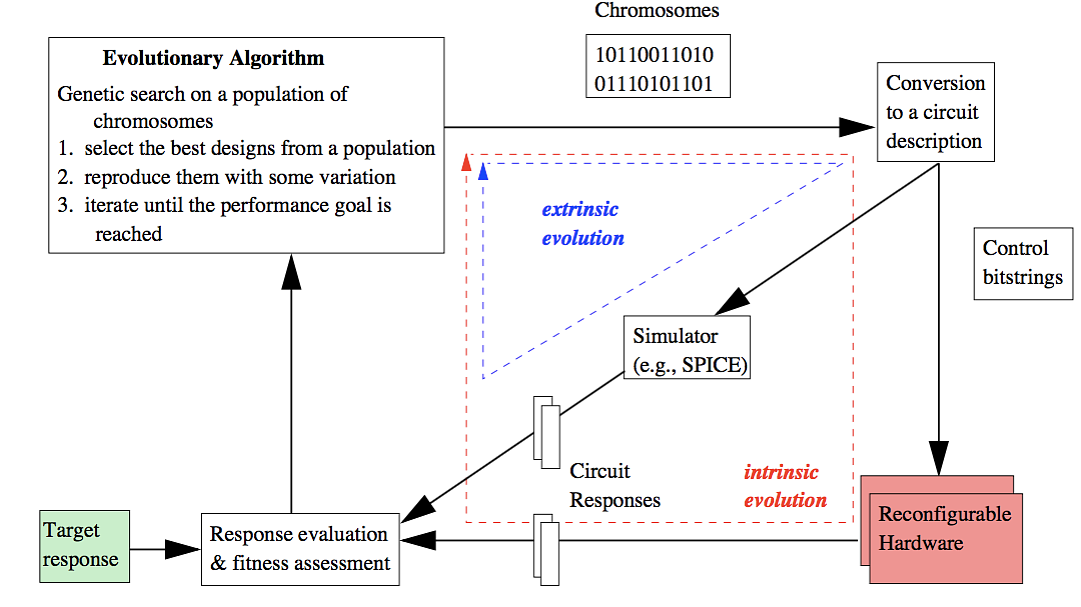 Chromosomes
10110011010
01110101101
Evolutionary Algorithm
Genetic search on a population of
chromosomes
1. select the best designs from a population
2. reproduce them with some variation
3. iterate until the performance goal is
reached
Conversion
to a circuit
description
extrinsic
evolution
Control
bitstrings
Simulator
(e.g., SPICE)
Circuit
Responses
intrinsic
evolution
Target
response
Response evaluation
& fitness assessment
Reconfigurable
Hardware